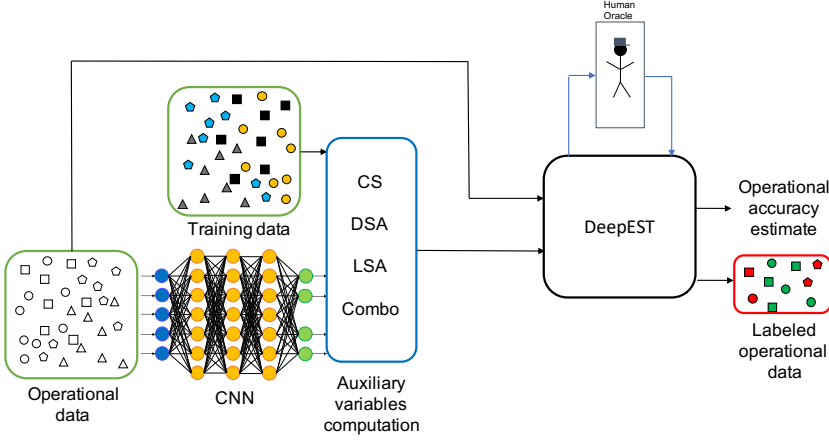 Human
Oracle
Training data
CS
DSA
LSA
Combo
DeepEST
Operational
accuracy
estimate
Labeled
operational
data
Operational
data
CNN
Auxiliary
variables
computation